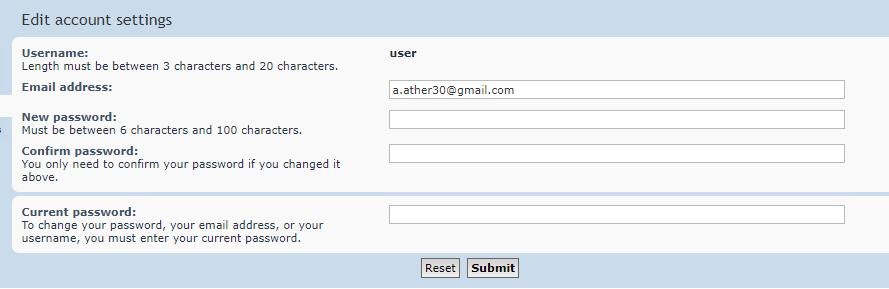 Edit account settings
Username:
user
Length must be between 3 characters and 20 characters.
Email address:
a.ather30@gmail.com
New password:
Must be between 6 characters and 100 characters.
Confirm password:
You only need to confirm your password if you changed it
above.
Current password:
To change your password, your email address, or your
username, you must enter your current password.
Reset Submit